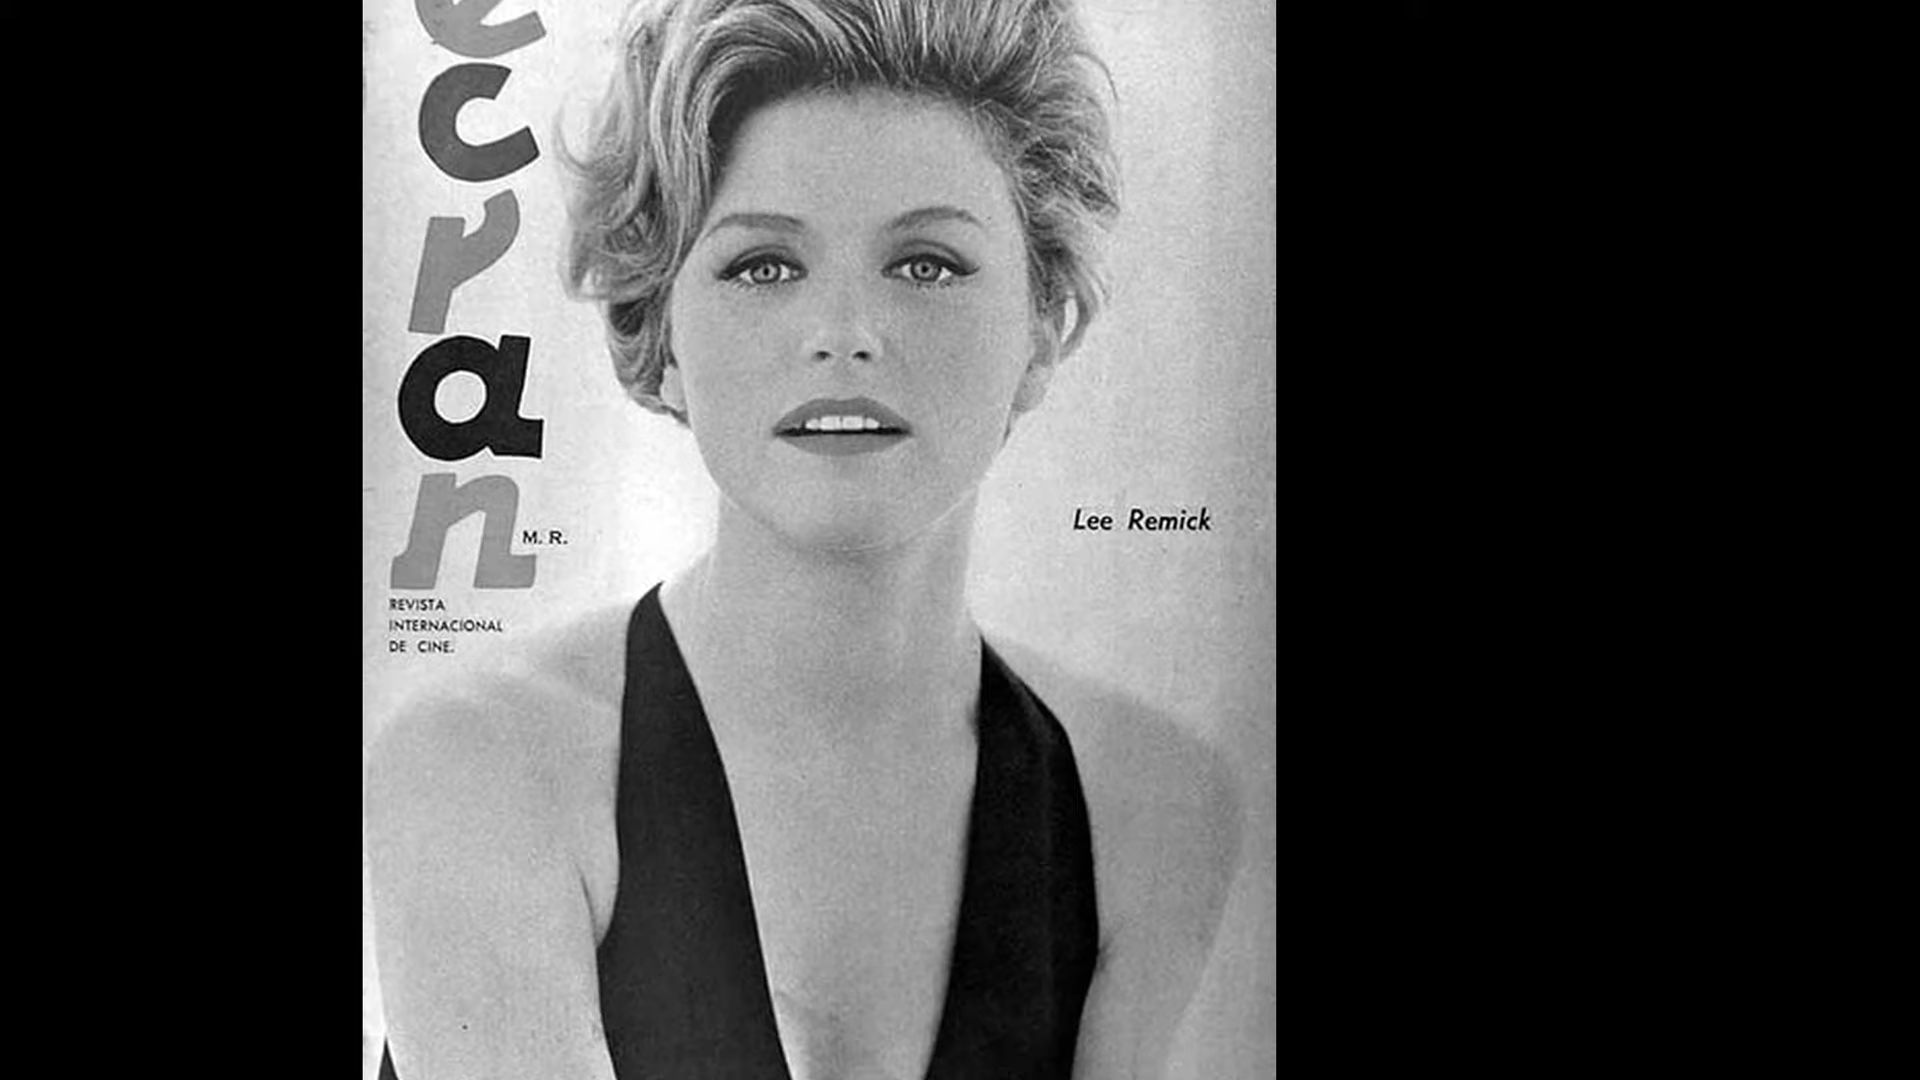 ecran
M. R.
REVISTA
INTERNACIONAL
DE CINE.
Lee Remick